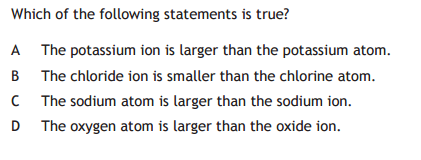 Which of the following statements is true?
A The potassium ion is larger than the potassium atom.
B The chloride ion is smaller than the chlorine atom.
C The sodium atom is larger than the sodium ion.
D The oxygen atom is larger than the oxide ion.